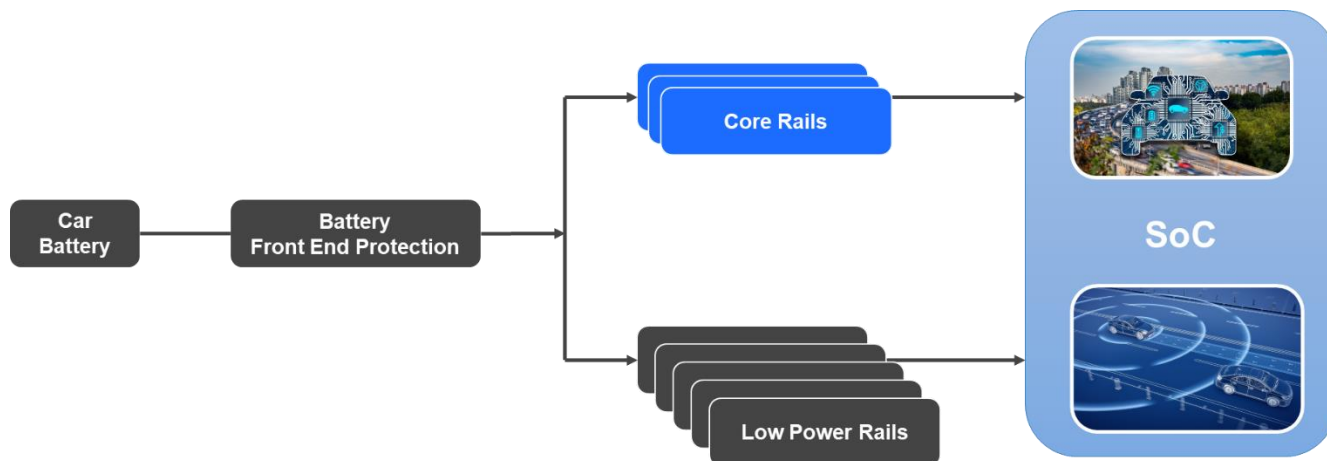 Car
Battery
Battery
Front End Protection
Core Rails
Low Power Rails
SoC